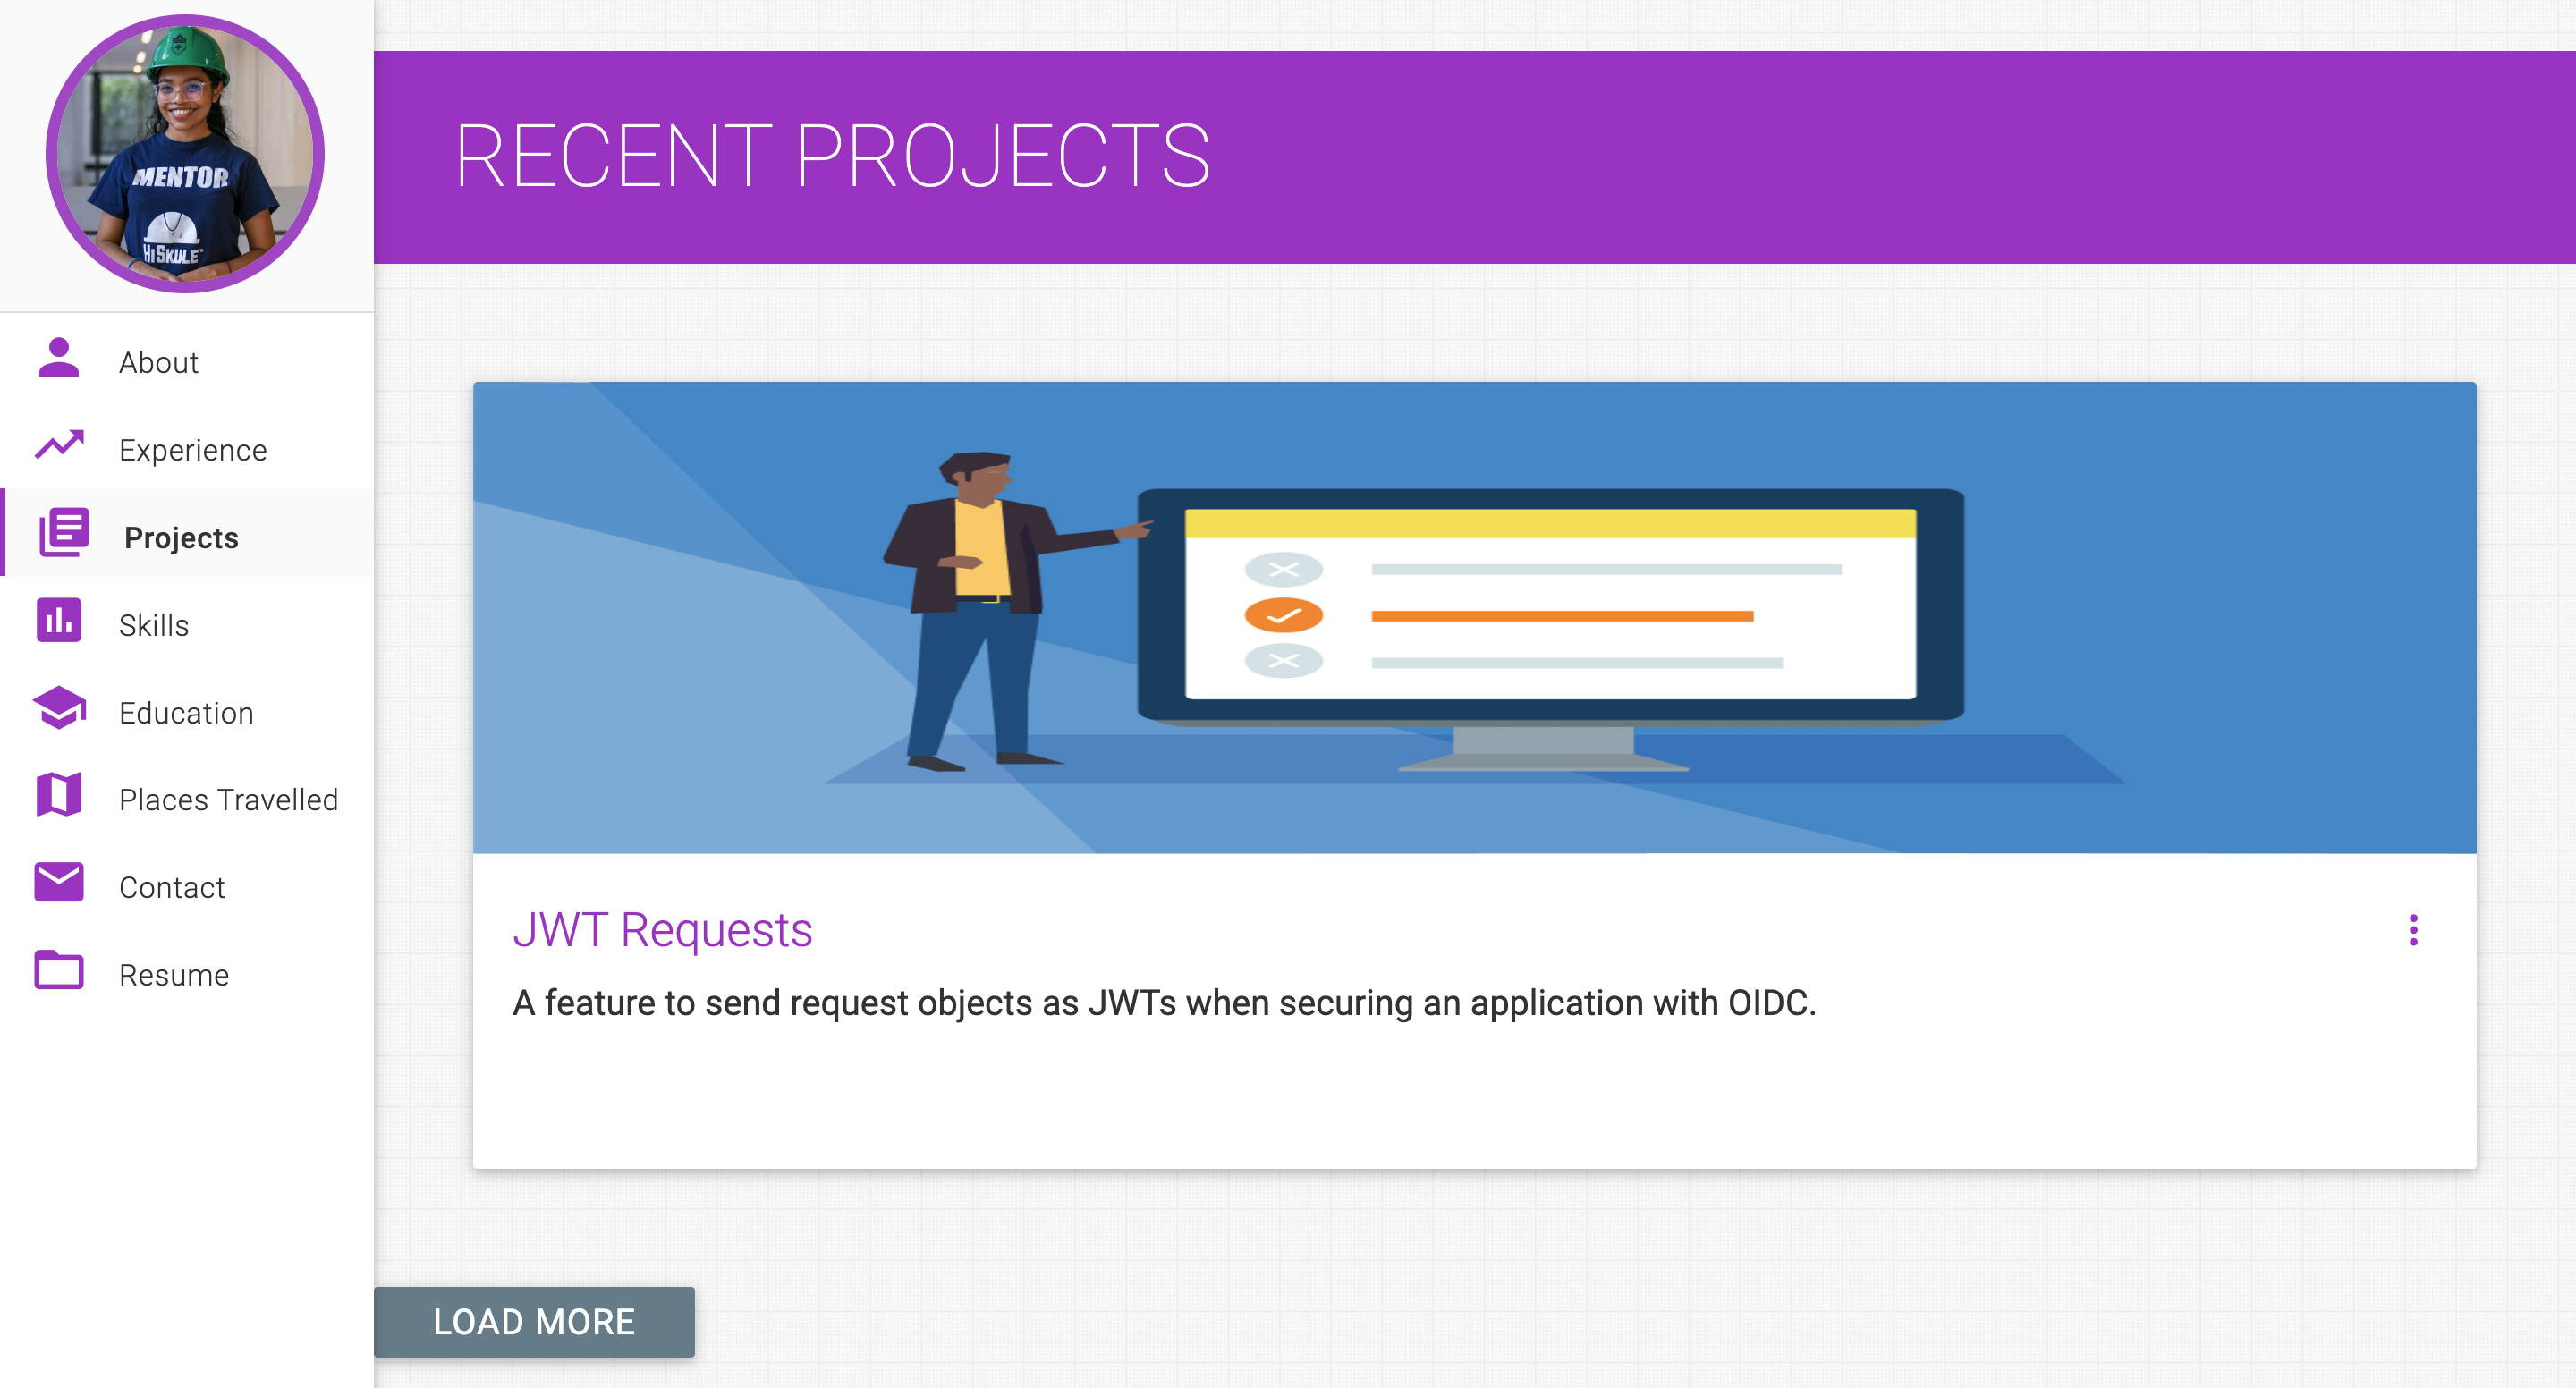 MENTOR
HISKULE
About
Experience
Projects
Skills
Education
Places Travelled
Contact
Resume
RECENT PROJECTS
JWT Requests
A feature to send request objects as JWTs when securing an application with OIDC.
LOAD MORE